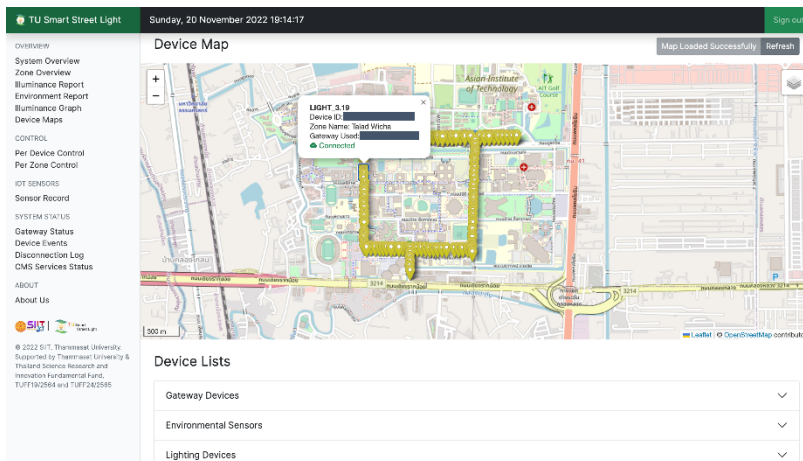 TU Smart Street Light
Sunday, 20 November 2022 19:14:17
Sign out
OVERVIEW
System Overview
Zone Overview
Illuminance Report
Environment Report
Illuminance Graph
Device Maps
CONTROL
Per Device Control
Per Zone Control
IOT SENSORS
Sensor Record
SYSTEM STATUS
Gateway Status
Device Events
Disconnection Log
CMS Services Status
ABOUT
About Us
SIIT
© 2022 SIIT, Thammasat University.
Supported by Thammasat University &
Thailand Science Research and
Innovation Fundamental Fund,
TUFF19/2564 and TUFF24/2565
Device Map
Map Loaded Successfully
Refresh
+
−
Asian Institute
of Technology
AIT Golf
Course
LIGHT_3.19
Device ID:
Zone Name: Talad Wicha
Gateway Used:
Connected
×
3214
3214
P
300 m
Leaflet | © OpenStreetMap contributo
Device Lists
Gateway Devices
Environmental Sensors
Lighting Devices